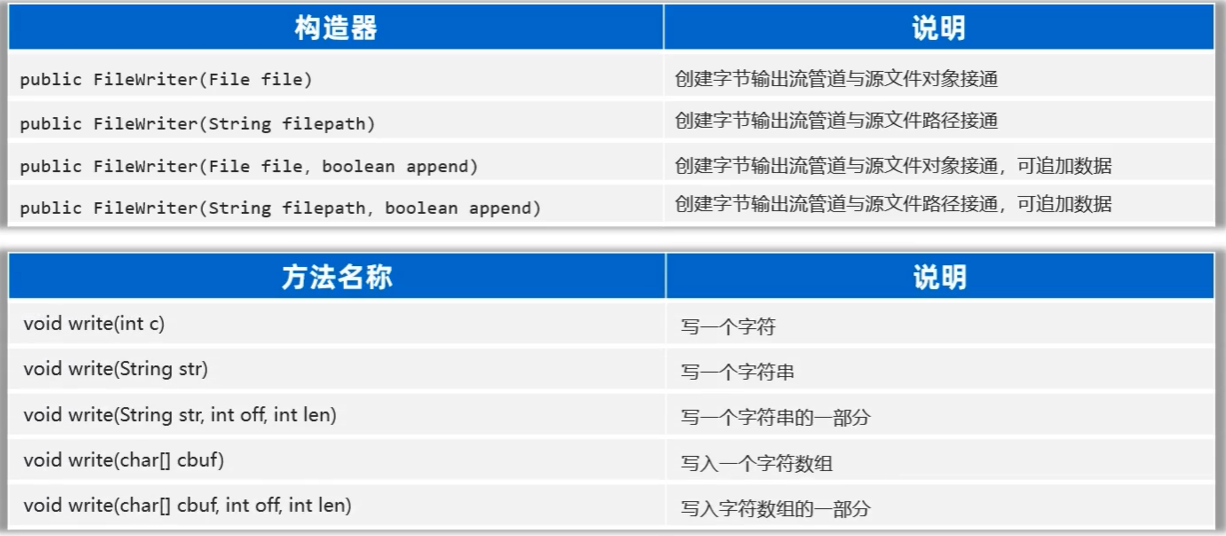 构造器 说明
public FileWriter(File file) 创建字节输出流管道与源文件对象接通
public FileWriter(String filepath) 创建字节输出流管道与源文件路径接通
public FileWriter(File file, boolean append) 创建字节输出流管道与源文件对象接通，可追加数据
public FileWriter(String filepath, boolean append) 创建字节输出流管道与源文件路径接通，可追加数据
方法名称 说明
void write(int c) 写一个字符
void write(String str) 写一个字符串
void write(String str, int off, int len) 写一个字符串的一部分
void write(char[] cbuf) 写入一个字符数组
void write(char[] cbuf, int off, int len) 写入字符数组的一部分